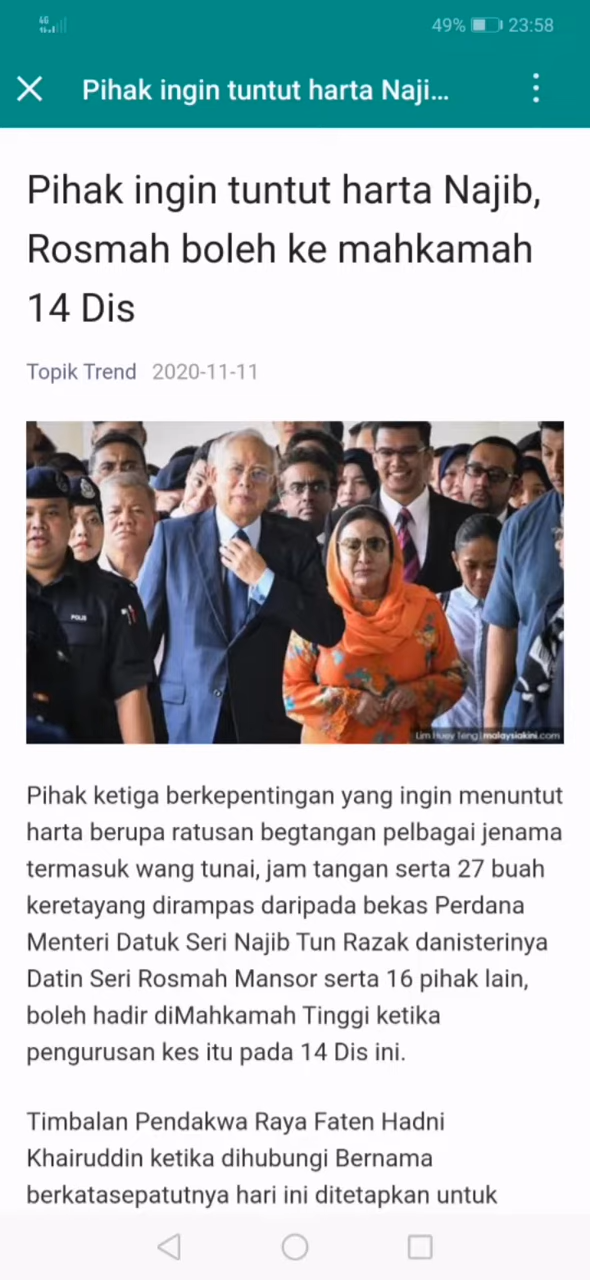 4G
49% 23:58
Pihak ingin tuntut harta Naji...
Pihak ingin tuntut harta Najib,
Rosmah boleh ke mahkamah
14 Dis
Topik Trend 2020-11-11
POLIS
Lim Huey Teng | malaysiakini.com
Pihak ketiga berkepentingan yang ingin menuntut
harta berupa ratusan begtangan pelbagai jenama
termasuk wang tunai, jam tangan serta 27 buah
keretayang dirampas daripada bekas Perdana
Menteri Datuk Seri Najib Tun Razak danisterinya
Datin Seri Rosmah Mansor serta 16 pihak lain,
boleh hadir diMahkamah Tinggi ketika
pengurusan kes itu pada 14 Dis ini.
Timbalan Pendakwa Raya Faten Hadni
Khairuddin ketika dihubungi Bernama
berkatasepatutnya hari ini ditetapkan untuk